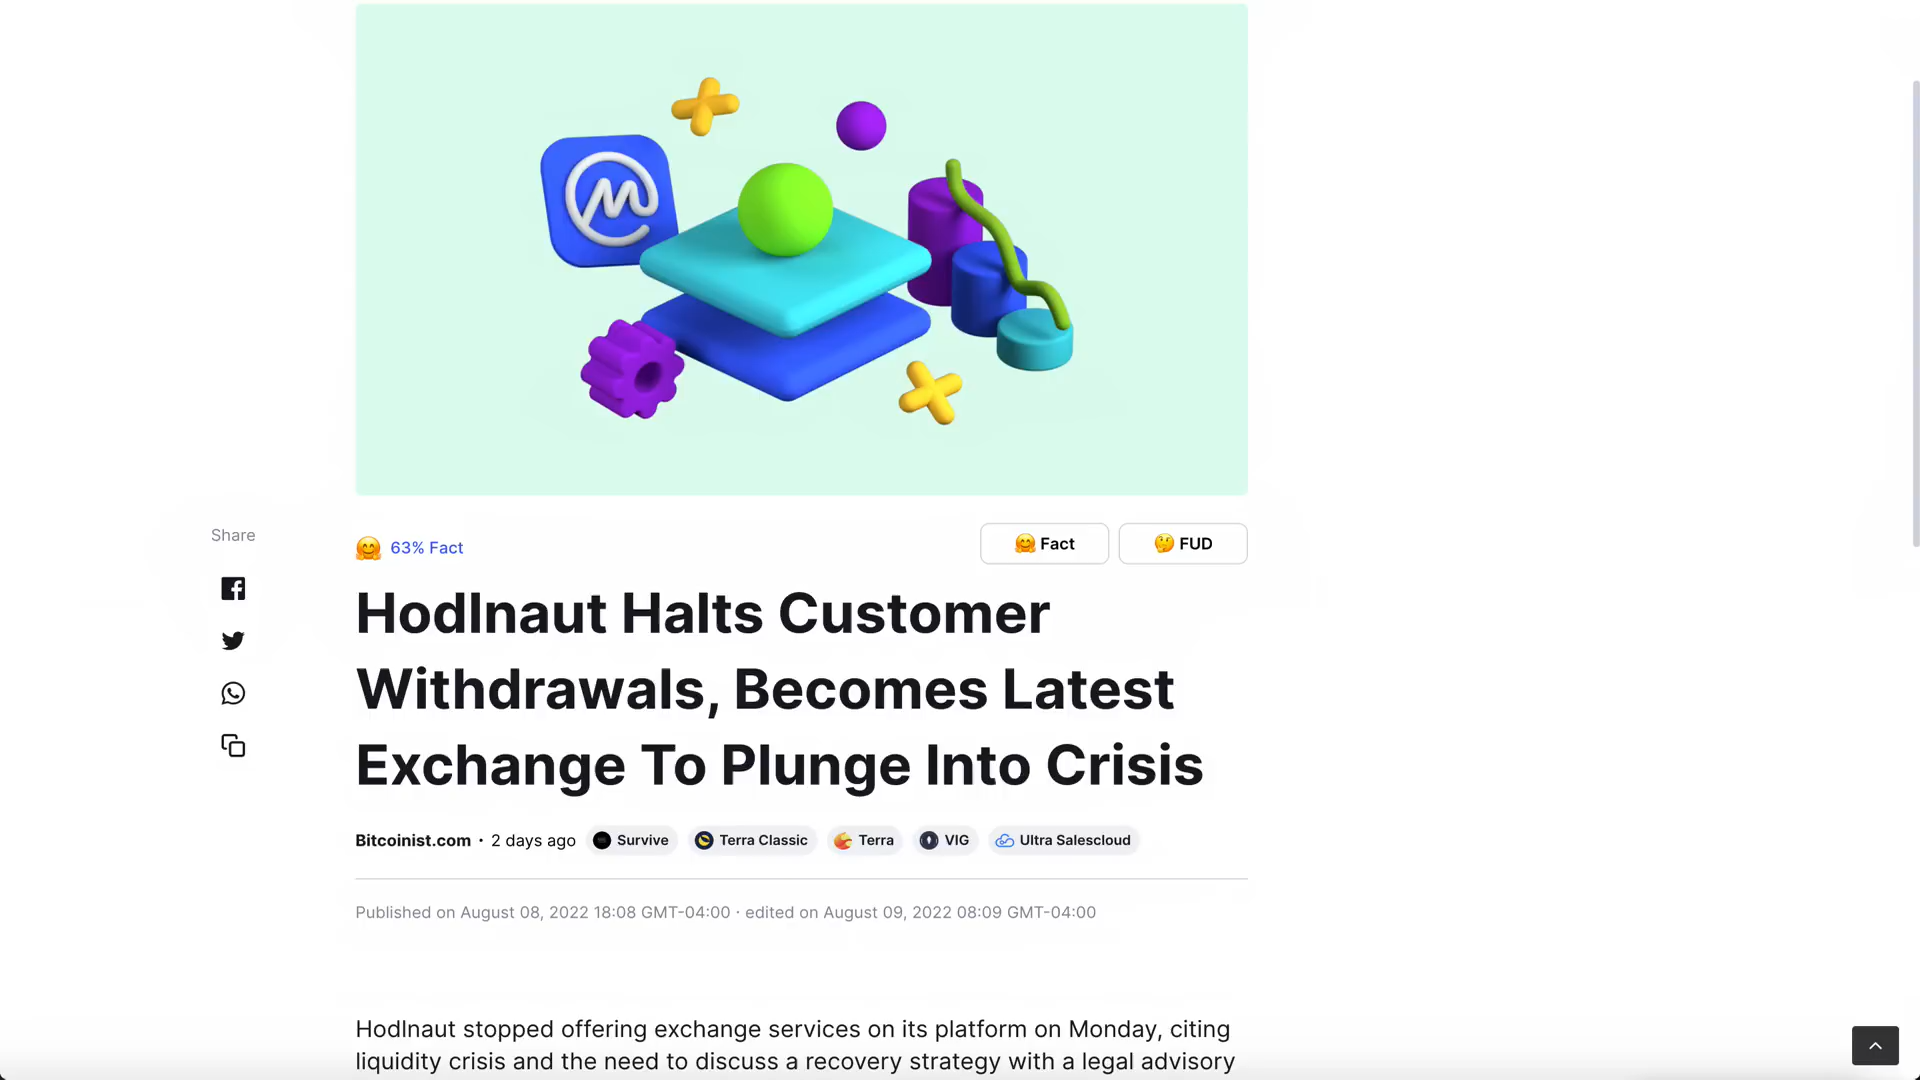 Share
63% Fact
Fact
FUD
Hodlnaut Halts Customer
Withdrawals, Becomes Latest
Exchange To Plunge Into Crisis
Bitcoinist.com · 2 days ago Survive Terra Classic Terra VIG Ultra Salescloud
Published on August 08, 2022 18:08 GMT-04:00 · edited on August 09, 2022 08:09 GMT-04:00
Hodlnaut stopped offering exchange services on its platform on Monday, citing
liquidity crisis and the need to discuss a recovery strategy with a legal advisory